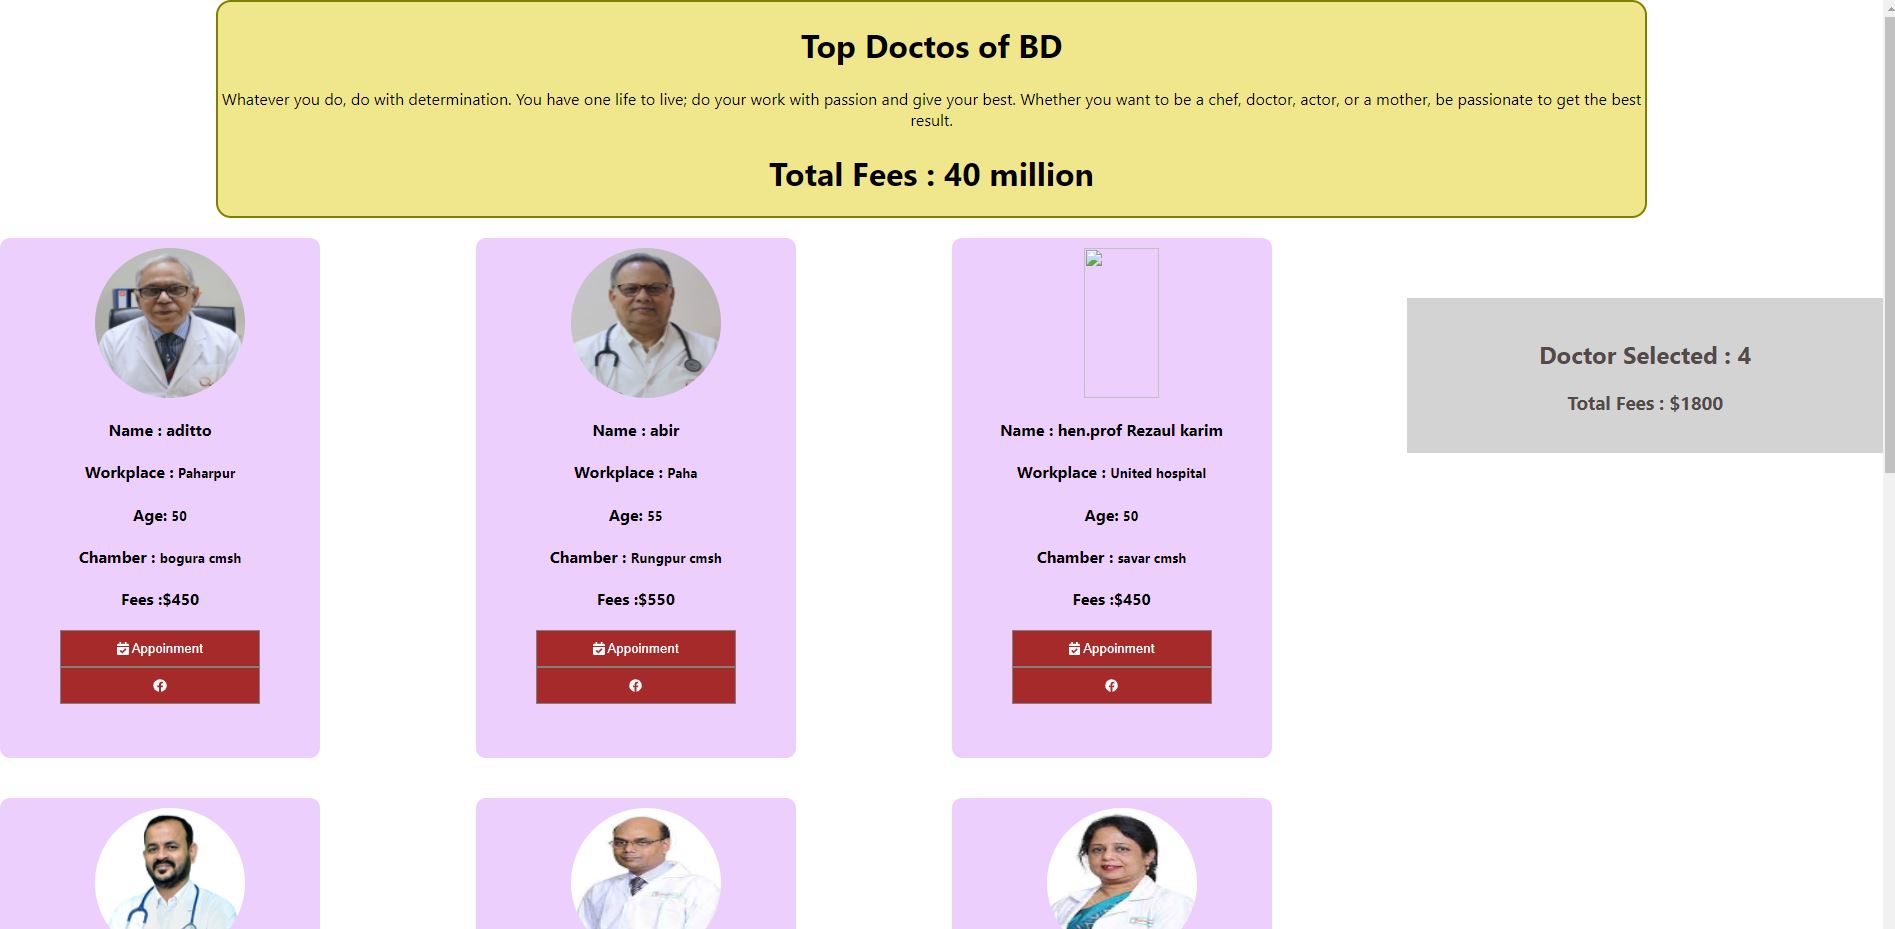 Top Doctos of BD
Whatever you do, do with determination. You have one life to live; do your work with passion and give your best. Whether you want to be a chef, doctor, actor, or a mother, be passionate to get the best
result.
Total Fees : 40 million
Name : aditto
Workplace : Paharpur
Age: 50
Chamber : bogura cmsh
Fees :$450
Appoinment
Name : abir
Workplace : Paha
Age: 55
Chamber : Rungpur cmsh
Fees :$550
Appoinment
Name : hen.prof Rezaul karim
Workplace : United hospital
Age: 50
Chamber : savar cmsh
Fees :$450
Appoinment
Doctor Selected : 4
Total Fees : $1800